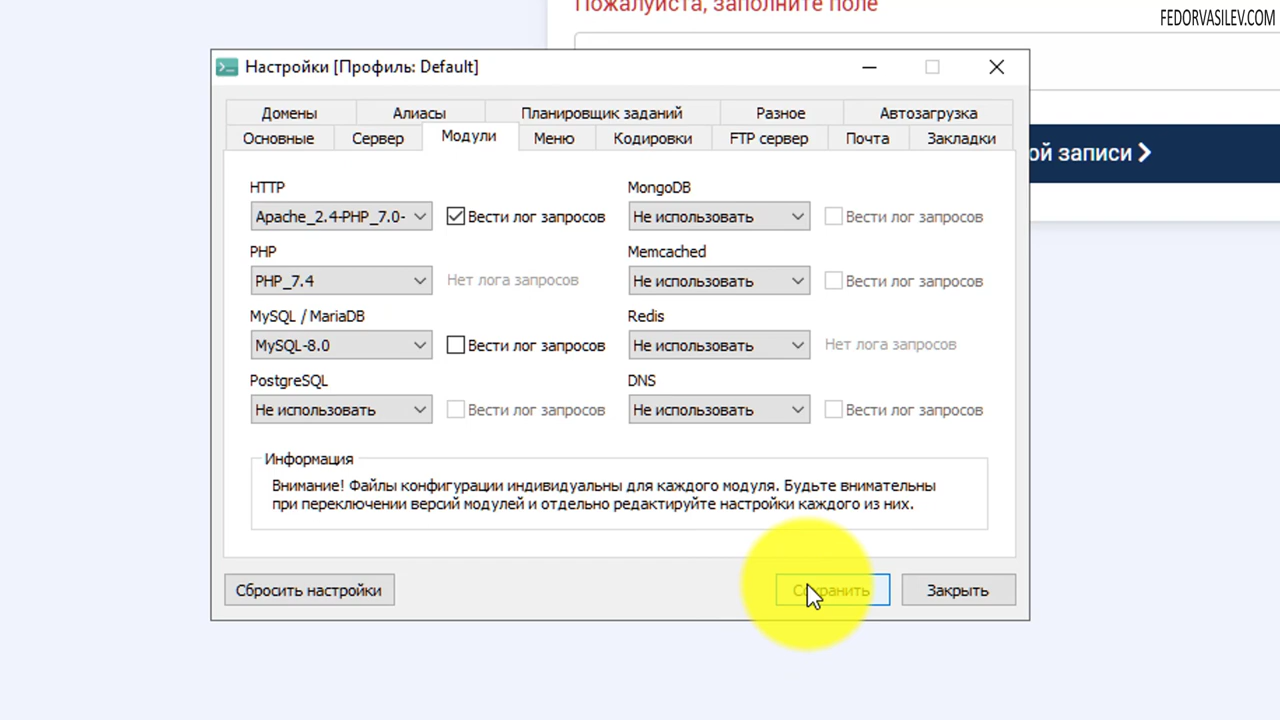 Пожалуйста, заполните поле
FEDORVASILEV.COM
Настройки [Профиль: Default]
Домены Алиасы Планировщик заданий Разное Автозагрузка
Основные Сервер Модули Меню Кодировки FTP сервер Почта Закладки
ой записи
HTTP MongoDB
Apache_2.4-PHP_7.0- Вести лог запросов Не использовать Вести лог запросов
PHP Memcached
PHP_7.4 Нет лога запросов Не использовать Вести лог запросов
MySQL / MariaDB Redis
MySQL-8.0 Вести лог запросов Не использовать Нет лога запросов
PostgreSQL DNS
Не использовать Вести лог запросов Не использовать Вести лог запросов
Информация
Внимание! Файлы конфигурации индивидуальны для каждого модуля. Будьте внимательны
при переключении версий модулей и отдельно редактируйте настройки каждого из них.
Сбросить настройки Сохранить Закрыть